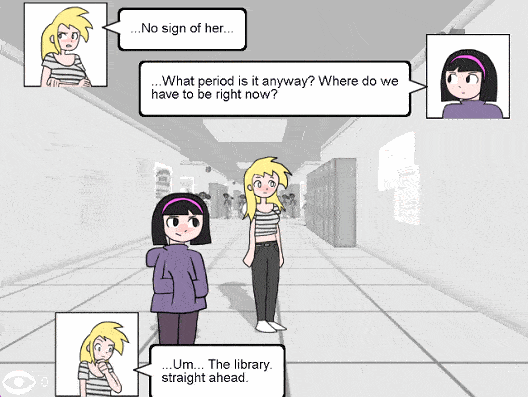 ...No sign of her...
...What period is it anyway? Where do we
have to be right now?
...Um... The library.
straight ahead.